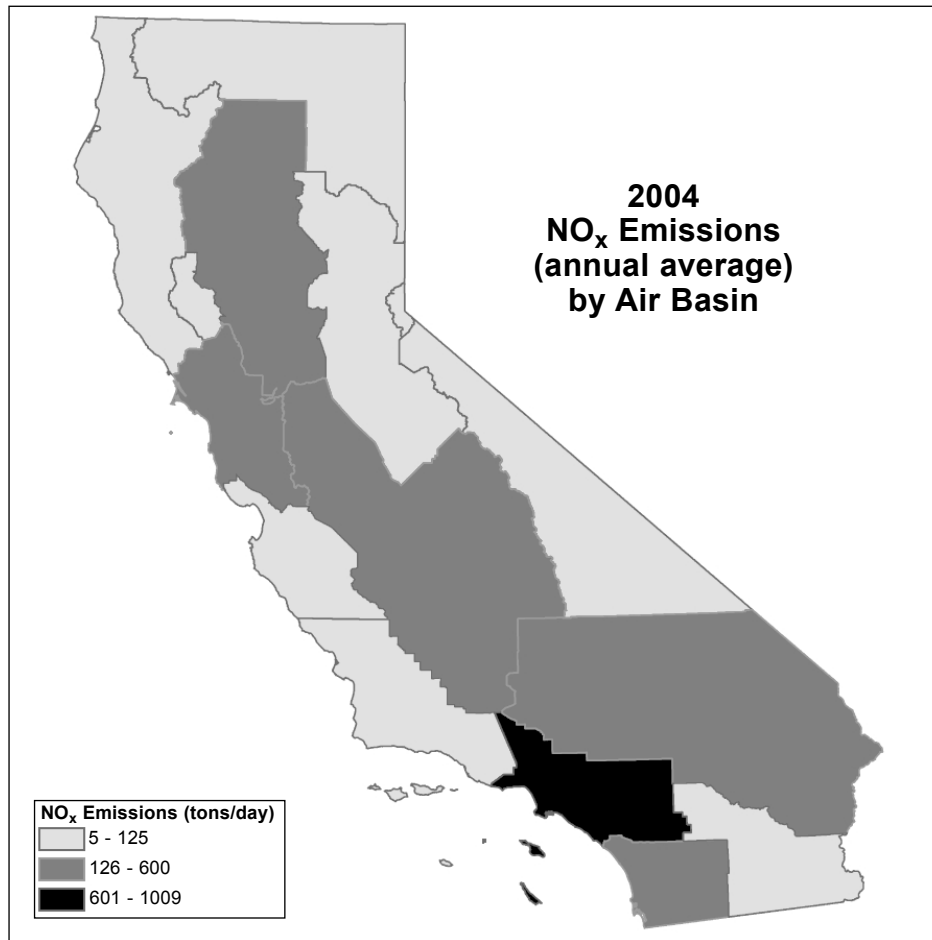 2004
NOx Emissions
(annual average)
by Air Basin
NOx Emissions (tons/day)
5 - 125
126 - 600
601 - 1009